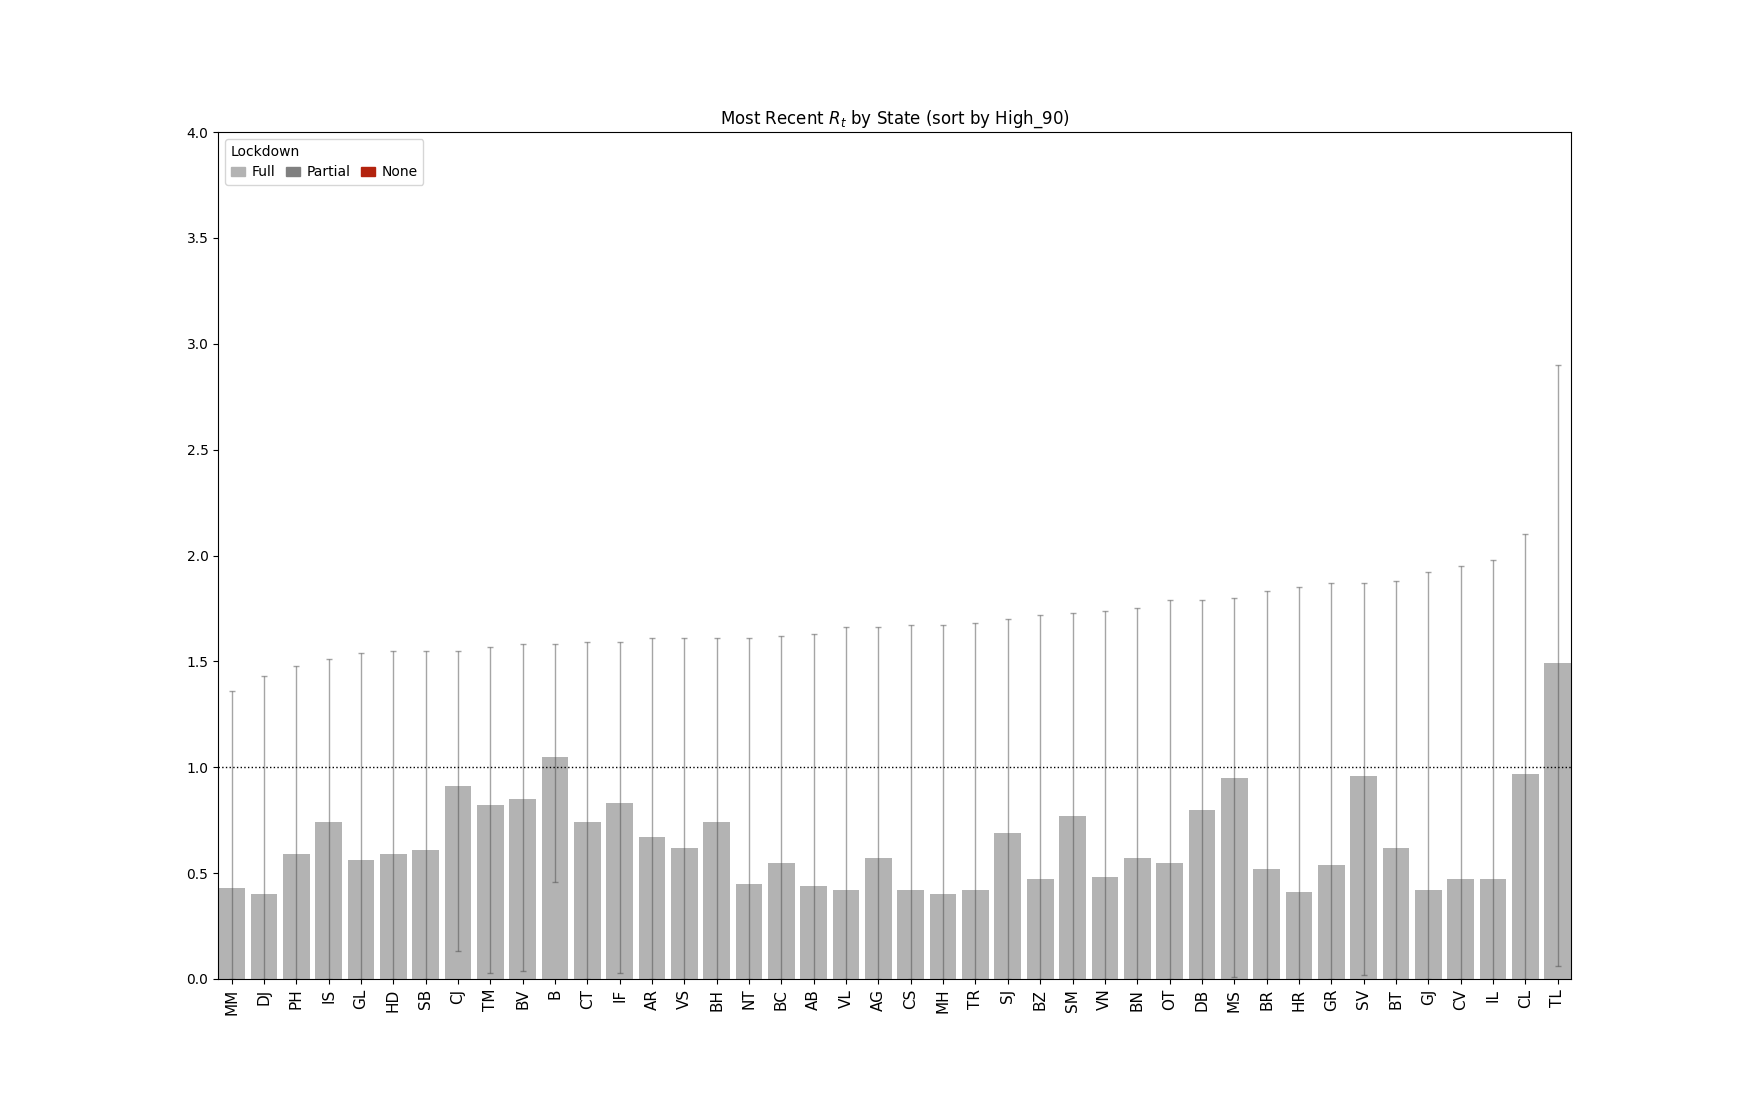 Most Recent R_t by State (sort by High_90)
4.0
Lockdown
Full Partial None
3.5
3.0
2.5
2.0
1.5
1.0
0.5
0.0
MM DJ PH IS GL HD SB CJ TM BV B CT IF AR VS BH NT BC AB VL AG CS MH TR SJ BZ SM VN BN OT DB MS BR HR GR SV BT GJ CV IL CL TL